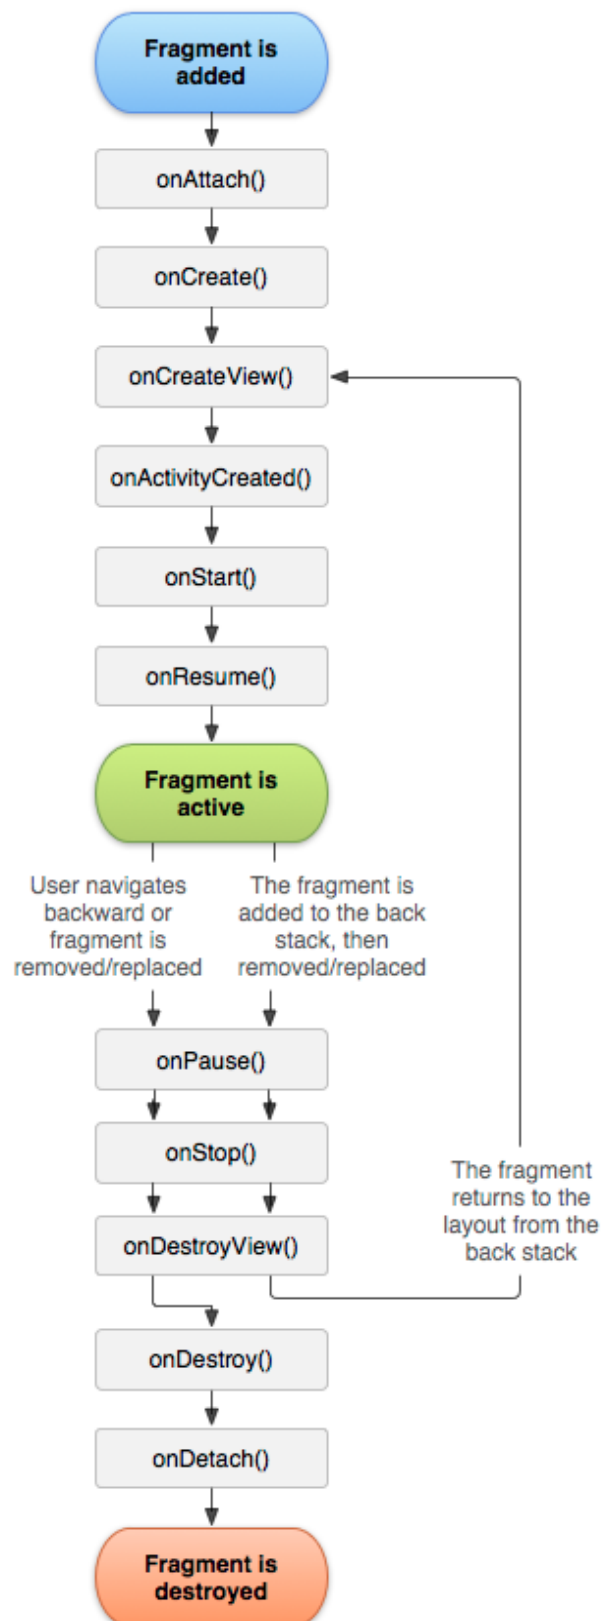 Fragment is
added
onAttach()
onCreate()
onCreateView()
onActivityCreated()
onStart()
onResume()
Fragment is
active
User navigates
backward or
fragment is
removed/replaced
The fragment is
added to the back
stack, then
removed/replaced
onPause()
onStop()
onDestroyView()
The fragment
returns to the
layout from the
back stack
onDestroy()
onDetach()
Fragment is
destroyed